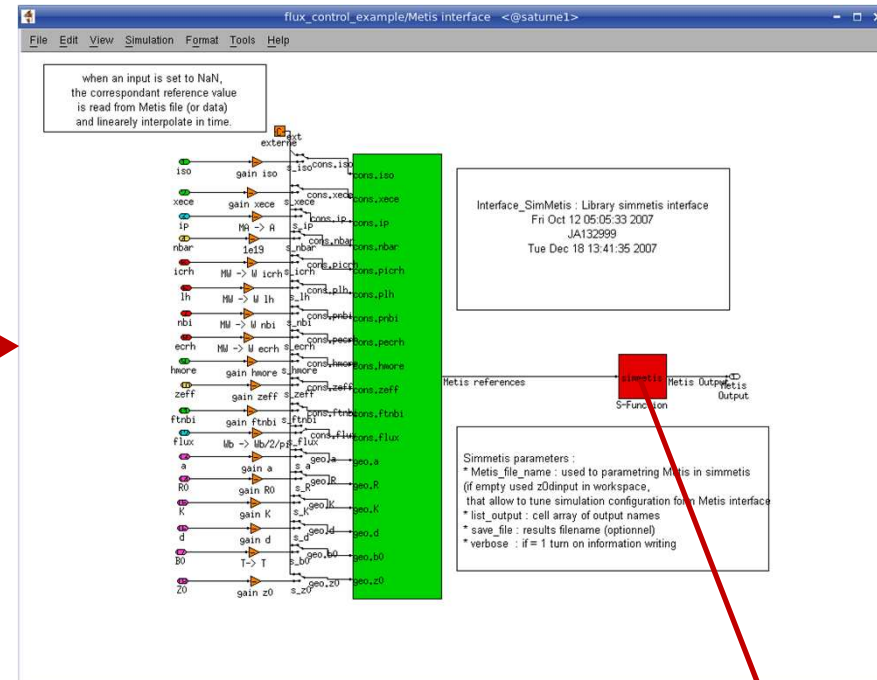 flux_control_example/Metis interface <@saturne1>
File Edit View Simulation Format Tools Help
when an input is set to NaN,
the correspondant reference value
is read from Metis file (or data)
and linearely interpolate in time.
ext
externe
iso
gain iso
s_iso
cons.iso
cons.iso
xece
gain xece
s_xece
cons.xece
cons.xece
ip
MA -> A
s_ip
cons.ip
cons.ip
nbar
1e19
s_nbar
cons.nbar
cons.nbar
icrh
MW -> W icrh
s_icrh
cons.picrh
cons.picrh
lh
MW -> W lh
s_lh
cons.plh
cons.plh
nbi
MW -> W nbi
s_nbi
cons.pnbi
cons.pnbi
ecrh
MW -> W ecrh
s_ecrh
cons.pecrh
cons.pecrh
hmore
gain hmore
s_hmore
cons.hmore
cons.hmore
zeff
gain zeff
s_zeff
cons.zeff
cons.zeff
ftnbi
gain ftnbi
s_ftnbi
cons.ftnbi
cons.ftnbi
flux
Wb -> Wb/2/pi
s_flux
cons.flux
cons.flux
a
gain a
s_a
geo.a
geo.a
R0
gain R0
s_R
geo.R
geo.R
K
gain K
s_K
geo.K
geo.K
d
gain d
s_d
geo.d
geo.d
B0
T-> T
s_b0
geo.b0
geo.b0
Z0
gain z0
s_z0
geo.z0
geo.z0
Interface_SimMetis : Library simmetis interface
Fri Oct 12 05:05:33 2007
JA132999
Tue Dec 18 13:41:35 2007
Metis references
simmetis
S-Function
Metis Output
Metis
Output
Simmetis parameters :
* Metis_file_name : used to parametring Metis in simmetis
(if empty used z0dinput in workspace,
that allow to tune simulation configuration form Metis interface
* list_output : cell array of output names
* save_file : results filename (optionnel)
* verbose : if = 1 turn on information writing